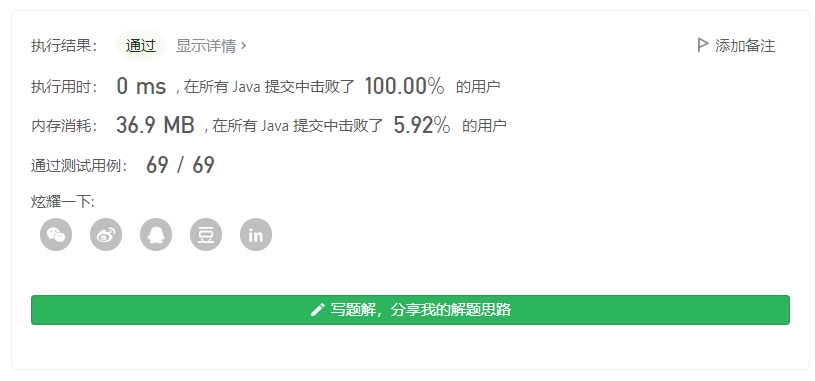 执行结果： 通过 显示详情 › 添加备注
执行用时： 0 ms , 在所有 Java 提交中击败了 100.00% 的用户
内存消耗： 36.9 MB , 在所有 Java 提交中击败了 5.92% 的用户
通过测试用例： 69 / 69
炫耀一下:
豆 in
写题解，分享我的解题思路